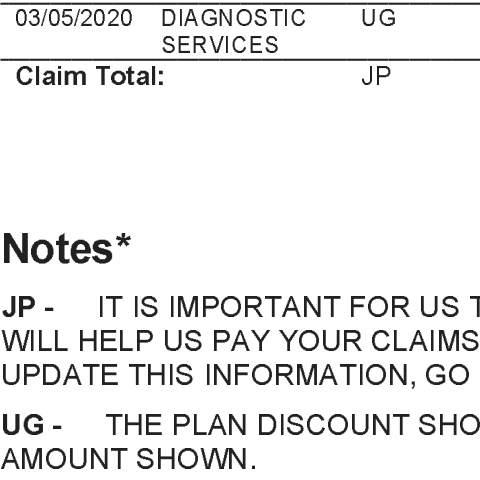 03/05/2020 DIAGNOSTIC UG
SERVICES
Claim Total: JP
Notes*
JP - IT IS IMPORTANT FOR US
WILL HELP US PAY YOUR CLAIMS
UPDATE THIS INFORMATION, GO
UG - THE PLAN DISCOUNT
AMOUNT SHOWN.